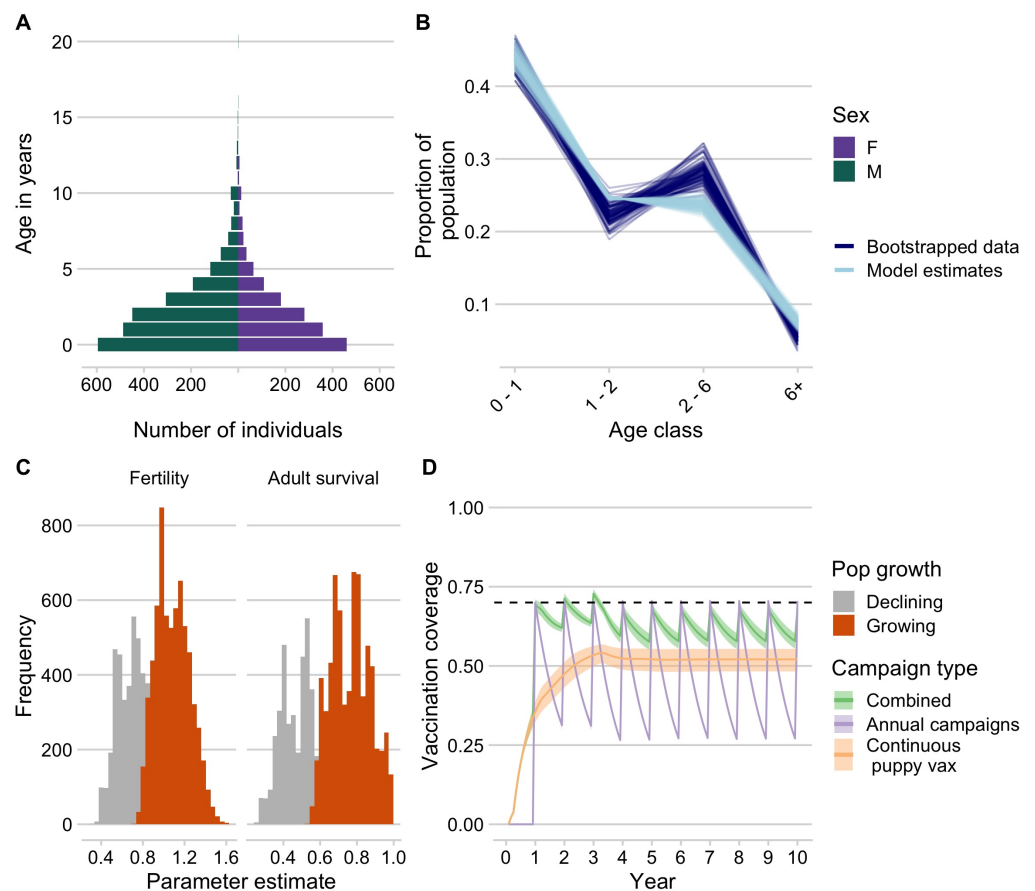 A
20
15
10
5
0
Age in years
600 400 200 200 400 600
Number of individuals
B
0.4
0.3
0.2
0.1
Proportion of
population
0 - 1
1 - 2
2 - 6
6+
Age class
Sex
F
M
Bootstrapped data
Model estimates
C
Fertility
Adult survival
800
600
400
200
0
Frequency
0.4 0.8 1.2 1.6 0.4 0.6 0.8 1.0
Parameter estimate
D
1.00
0.75
0.50
0.25
0.00
Vaccination coverage
0 1 2 3 4 5 6 7 8 9 10
Year
Pop growth
Declining
Growing
Campaign type
Combined
Annual campaigns
Continuous
puppy vax